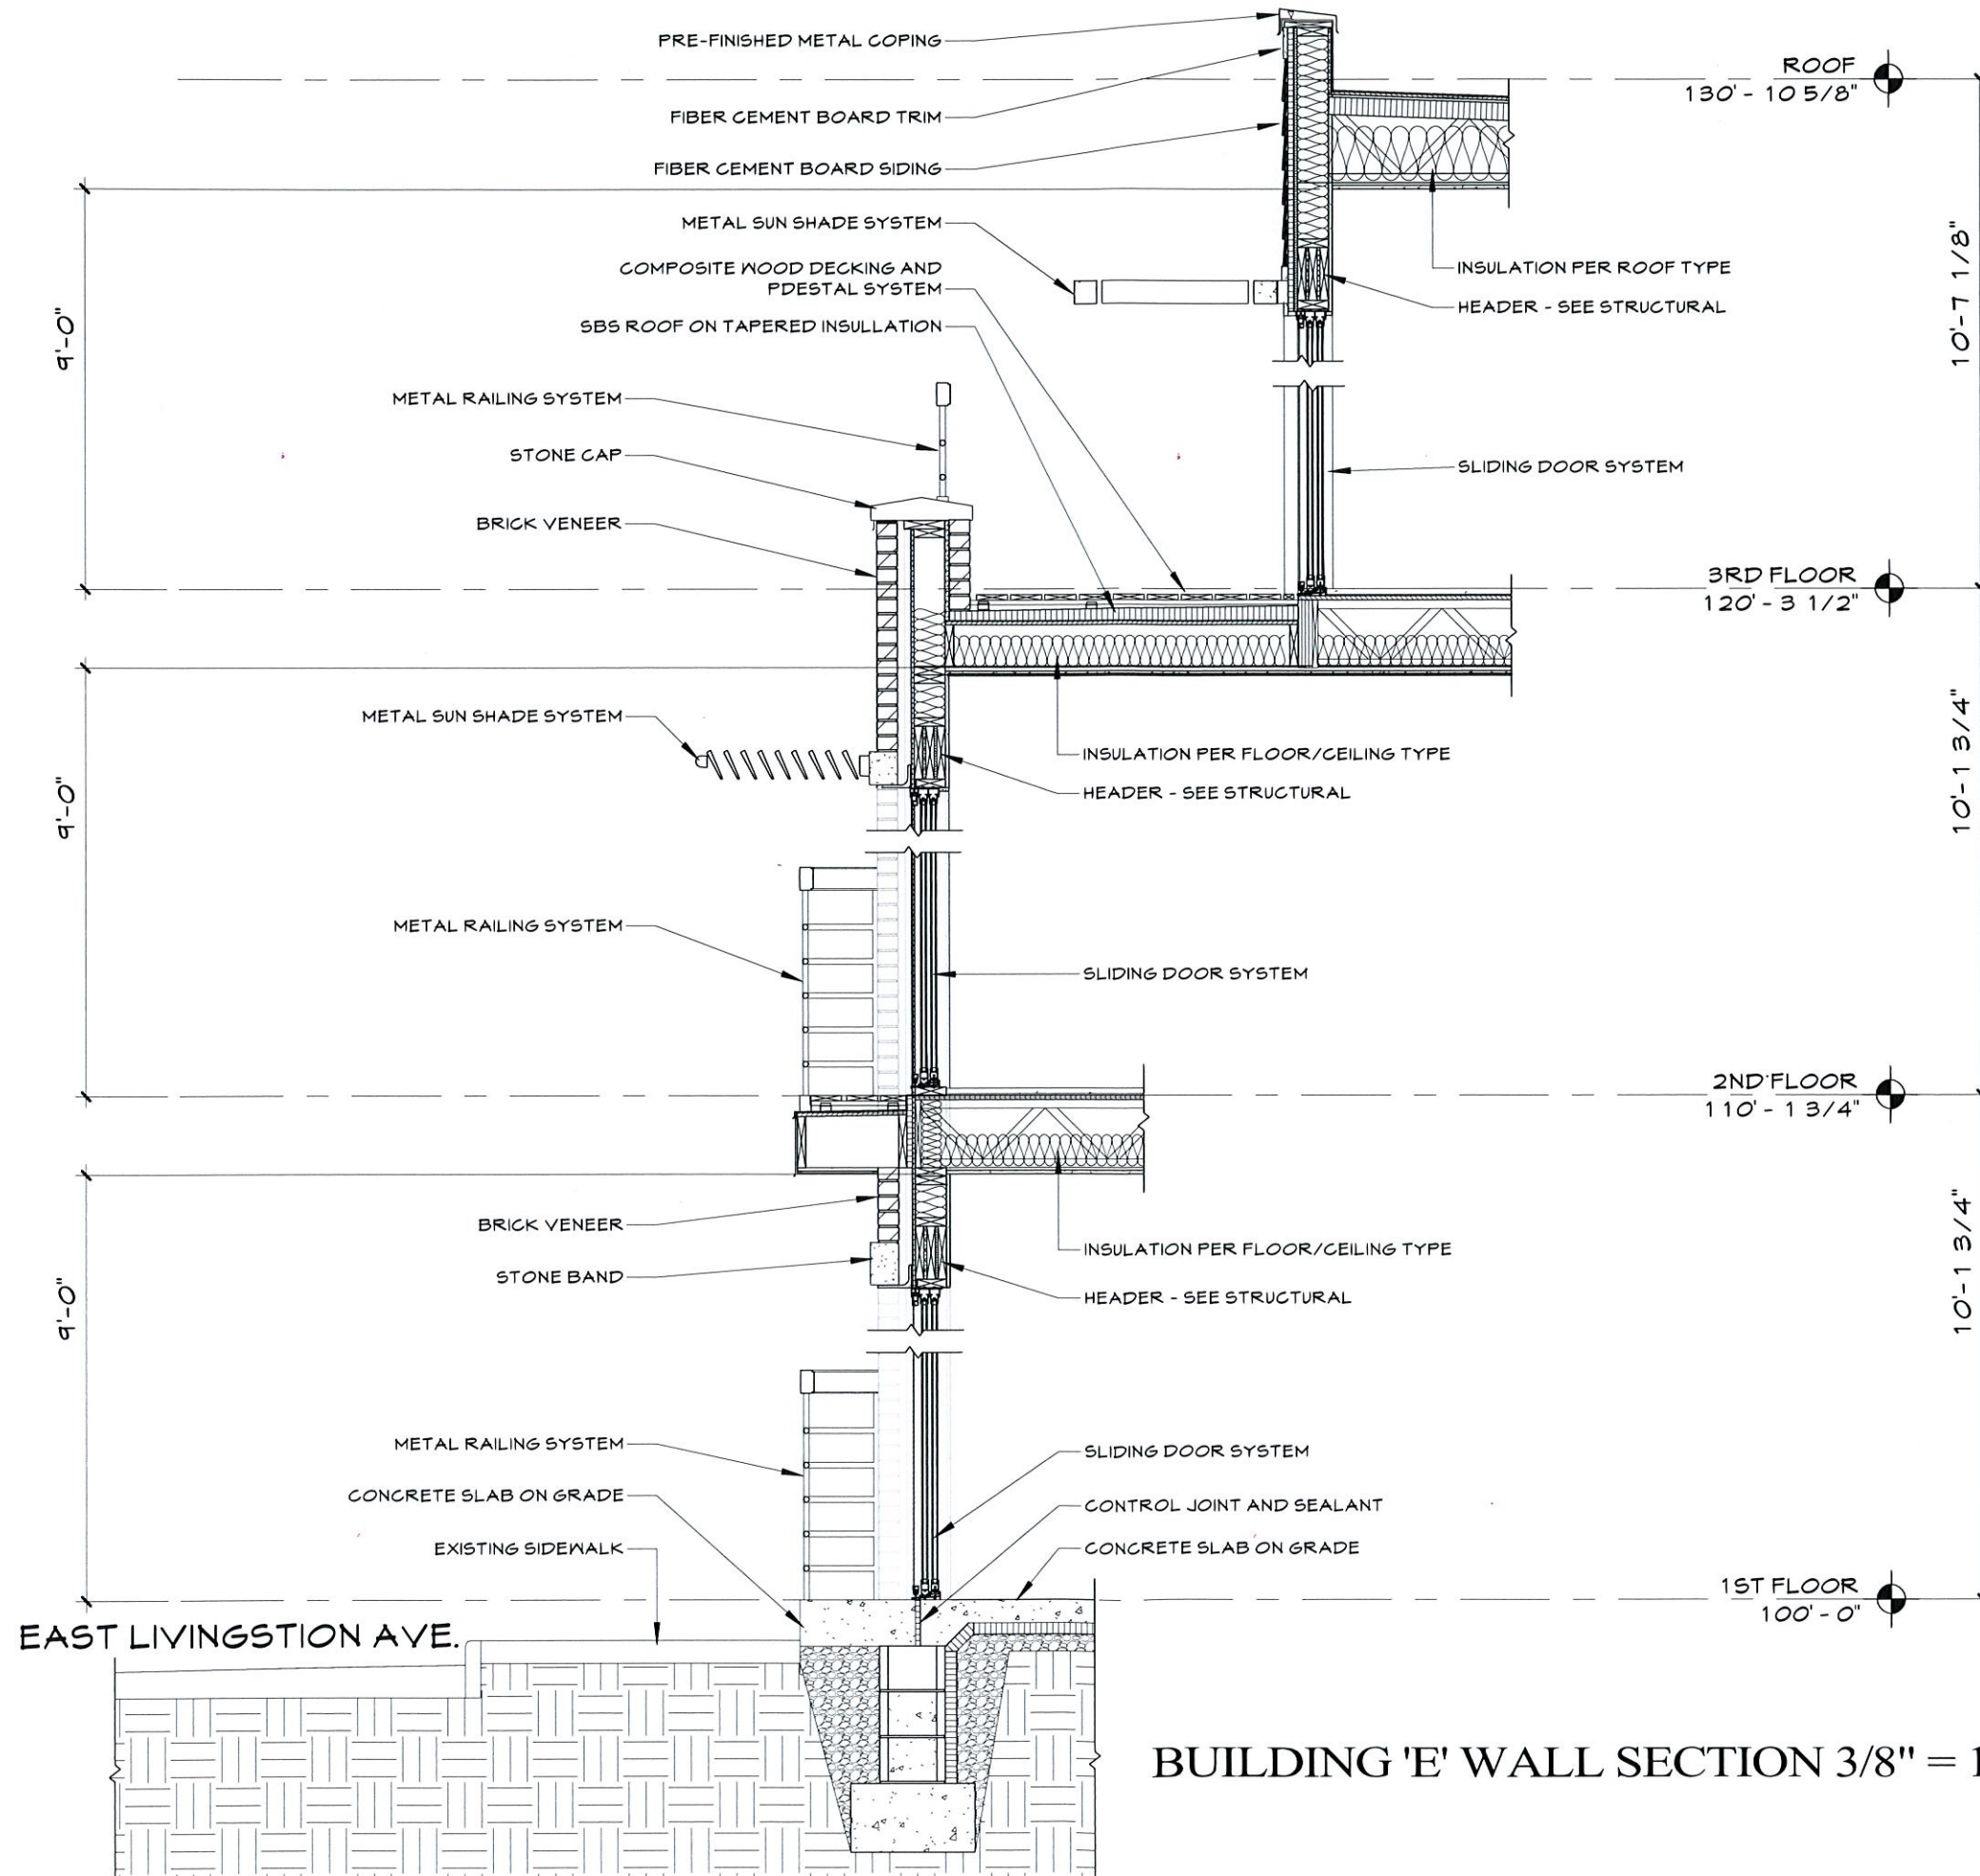 PRE-FINISHED METAL COPING
FIBER CEMENT BOARD TRIM
FIBER CEMENT BOARD SIDING
METAL SUN SHADE SYSTEM
COMPOSITE WOOD DECKING AND
PDESTAL SYSTEM
SBS ROOF ON TAPERED INSULLATION
METAL RAILING SYSTEM
STONE CAP
BRICK VENEER
METAL SUN SHADE SYSTEM
METAL RAILING SYSTEM
BRICK VENEER
STONE BAND
METAL RAILING SYSTEM
CONCRETE SLAB ON GRADE
EXISTING SIDEWALK
EAST LIVINGSTION AVE.
9'-0"
9'-0"
9'-0"
INSULATION PER ROOF TYPE
HEADER - SEE STRUCTURAL
SLIDING DOOR SYSTEM
INSULATION PER FLOOR/CEILING TYPE
HEADER - SEE STRUCTURAL
SLIDING DOOR SYSTEM
INSULATION PER FLOOR/CEILING TYPE
HEADER - SEE STRUCTURAL
SLIDING DOOR SYSTEM
CONTROL JOINT AND SEALANT
CONCRETE SLAB ON GRADE
ROOF
130' - 10 5/8"
10'-7 1/8"
3RD FLOOR
120' - 3 1/2"
10'-1 3/4"
2ND FLOOR
110' - 1 3/4"
10'-1 3/4"
1ST FLOOR
100' - 0"
BUILDING 'E' WALL SECTION 3/8" = 1